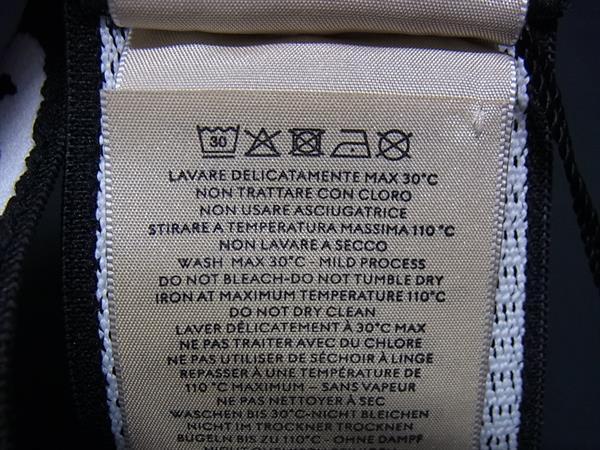 30
LAVARE DELICATAMENTE MAX 30°C
NON TRATTARE CON CLORO
NON USARE ASCIUGATRICE
STIRARE A TEMPERATURA MASSIMA 110 °C
NON LAVARE A SECCO
WASH MAX 30°C - MILD PROCESS
DO NOT BLEACH-DO NOT TUMBLE DRY
IRON AT MAXIMUM TEMPERATURE 110°C
DO NOT DRY CLEAN
LAVER DÉLICATEMENT À 30°C MAX
NE PAS TRAITER AVEC DU CHLORE
NE PAS UTILISER DE SÉCHOIR À LINGE
REPASSER À UNE TEMPÉRATURE DE
110 °C MAXIMUM – SANS VAPEUR
NE PAS NETTOYER À SEC
WASCHEN BIS 30°C-NICHT BLEICHEN
NICHT IM TROCKNER TROCKNEN
BÜGELN BIS ZU 110°C - OHNE DAMPF